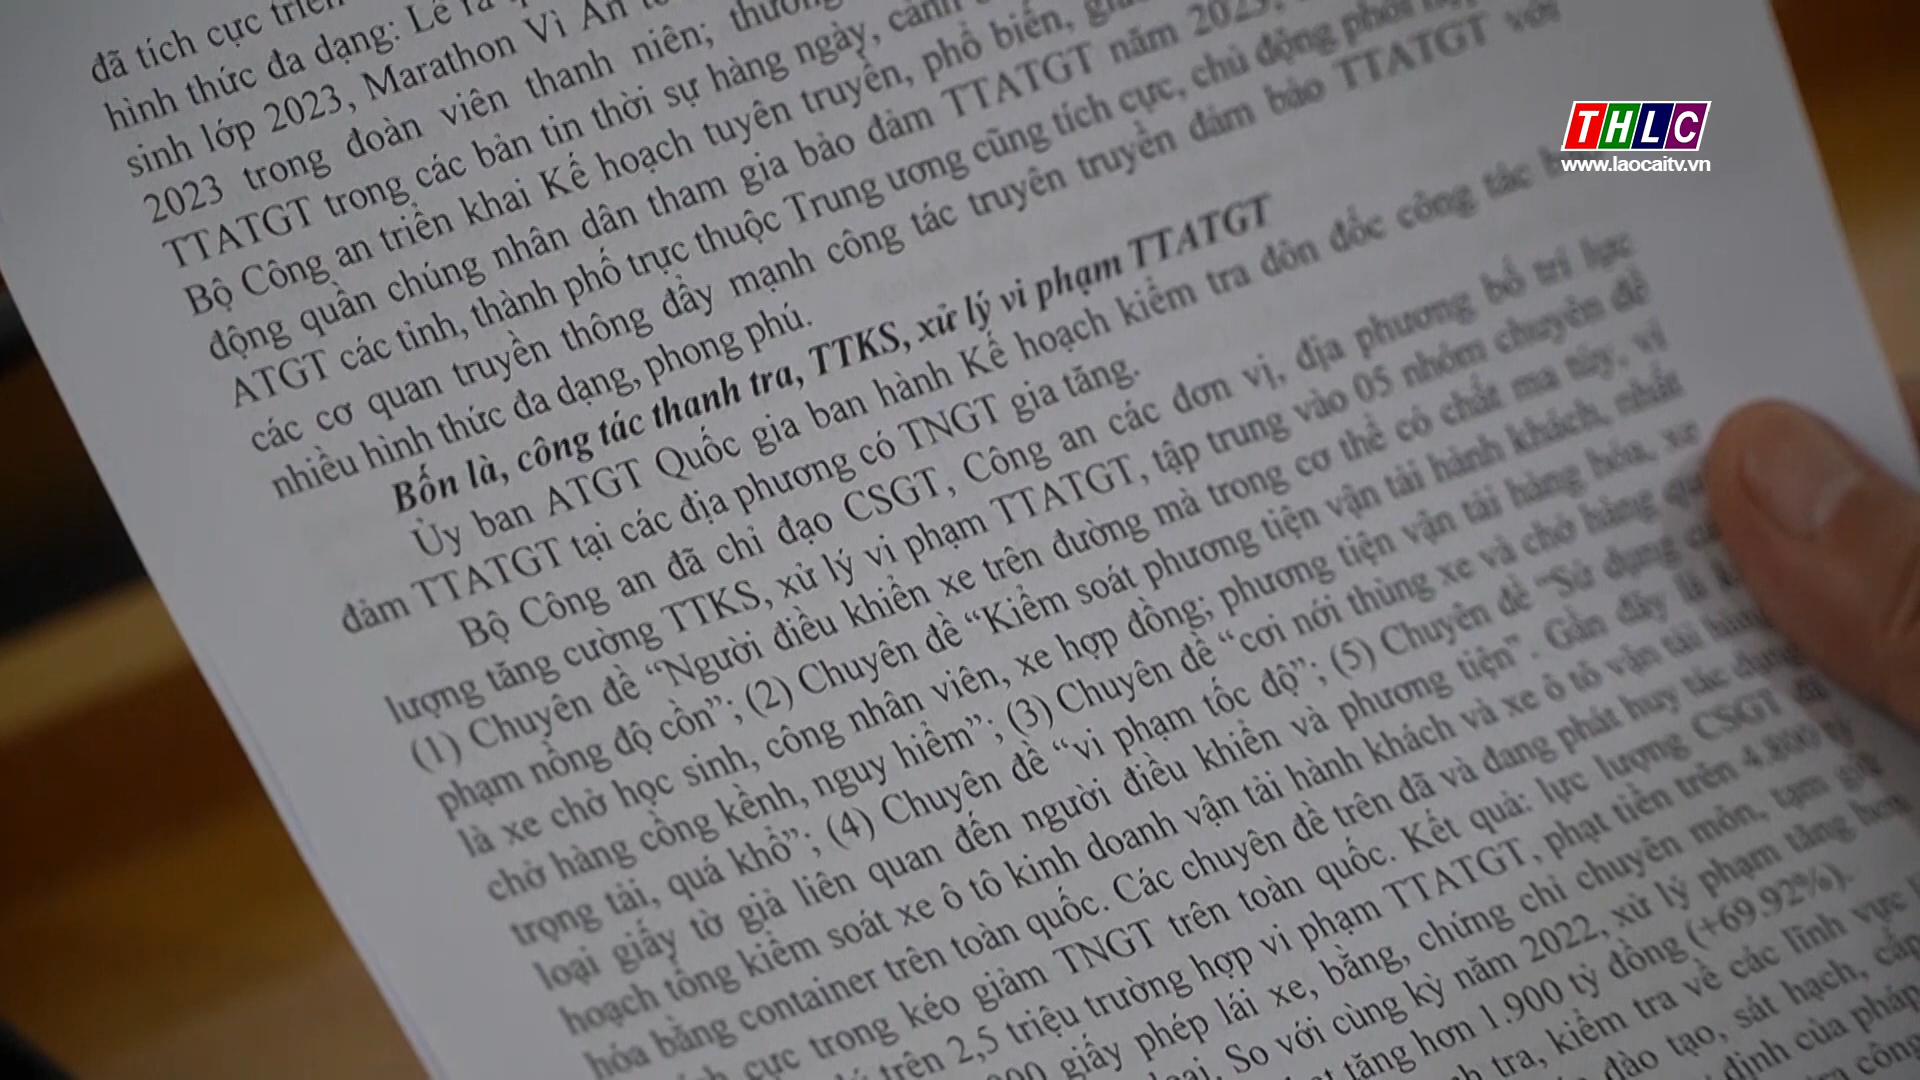 đã tích cực triển
hình thức đa dạng: Lễ ra
sinh lớp 2023, Marathon Vì An
2023 trong đoàn viên thanh niên; thường
TTATGT trong các bản tin thời sự hàng ngày, cảnh
Bộ Công an triển khai Kế hoạch tuyên truyền, phổ biến,
động quần chúng nhân dân tham gia bảo đảm TTATGT năm 2023.
ATGT các tỉnh, thành phố trực thuộc Trung ương cũng tích cực, chủ động phối hợp
các cơ quan truyền thông đẩy mạnh công tác truyên truyền đảm bảo TTATGT với
nhiều hình thức đa dạng, phong phú.
Bốn là, công tác thanh tra, TTKS, xử lý vi phạm TTATGT
Ủy ban ATGT Quốc gia ban hành Kế hoạch kiểm tra đôn đốc công tác
đảm TTATGT tại các địa phương có TNGT gia tăng.
Bộ Công an đã chỉ đạo CSGT, Công an các đơn vị, địa phương bố trí lực
lượng tăng cường TTKS, xử lý vi phạm TTATGT, tập trung vào 05 nhóm chuyên đề
(1) Chuyên đề “Người điều khiển xe trên đường mà trong cơ thể có chất ma túy, vi
phạm nồng độ cồn”; (2) Chuyên đề “Kiểm soát phương tiện vận tải hành khách, nhất
là xe chở học sinh, công nhân viên, xe hợp đồng; phương tiện vận tải hàng hóa, xe
chở hàng cồng kềnh, nguy hiểm”; (3) Chuyên đề “cơi nới thùng xe và chở hàng quá
trọng tải, quá khổ”; (4) Chuyên đề “vi phạm tốc độ”; (5) Chuyên đề “Sử dụng
loại giấy tờ giả liên quan đến người điều khiển và phương tiện”. Gần đây là
hoạch tổng kiểm soát xe ô tô kinh doanh vận tải hành khách và xe ô tô vận tải hàng
hóa bằng container trên toàn quốc. Các chuyên đề trên đã và đang phát huy tác dụng
cực trong kéo giảm TNGT trên toàn quốc. Kết quả: lực lượng CSGT đã
trên 2,5 triệu trường hợp vi phạm TTATGT, phạt tiền trên 4.800 tỷ
giấy phép lái xe, bằng, chứng chỉ chuyên môn, tạm giữ
So với cùng kỳ năm 2022, xử lý vi phạm tăng hơn
tăng hơn 1.900 tỷ đồng (+69.92%).
tra, kiểm tra về các lĩnh vực
đào tạo, sát hạch, cấp
định của pháp
công
THLC
www.laocaitv.vn